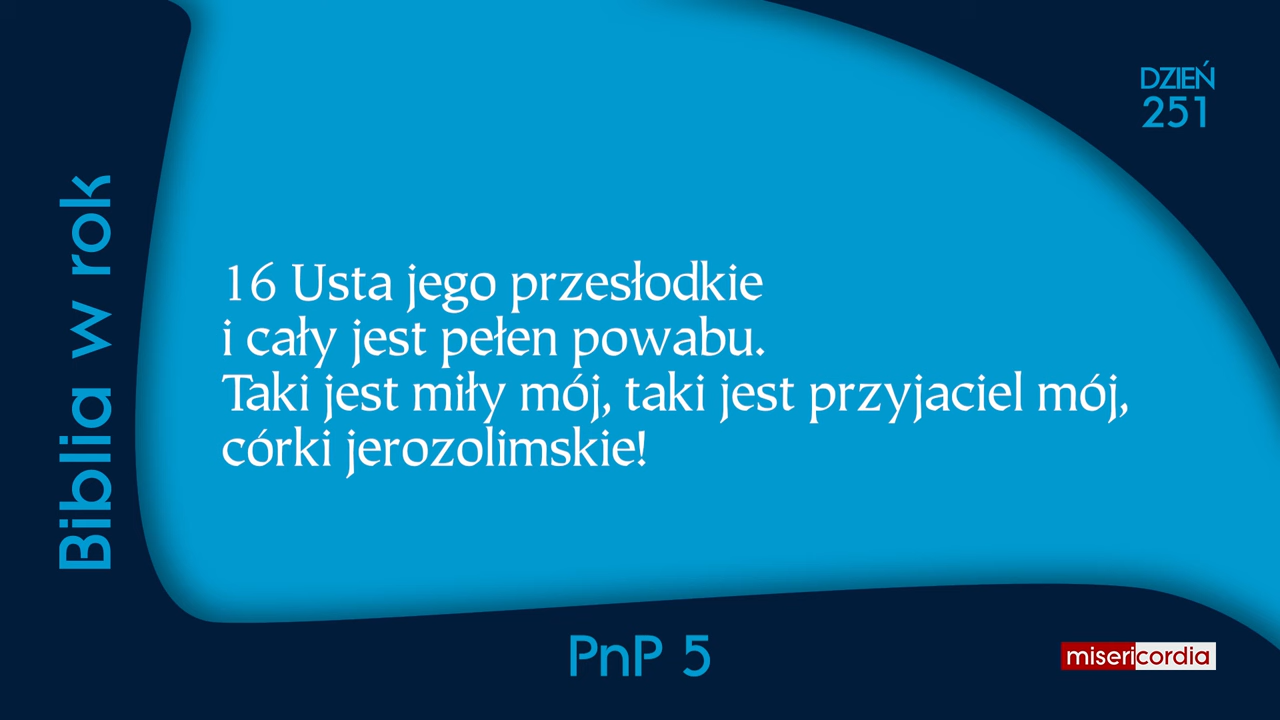 DZIEŃ
251
Biblia w rok
16 Usta jego przesłodkie
i cały jest pełen powabu.
Taki jest miły mój, taki jest przyjaciel mój,
córki jerozolimskie!
PnP 5
misericordia